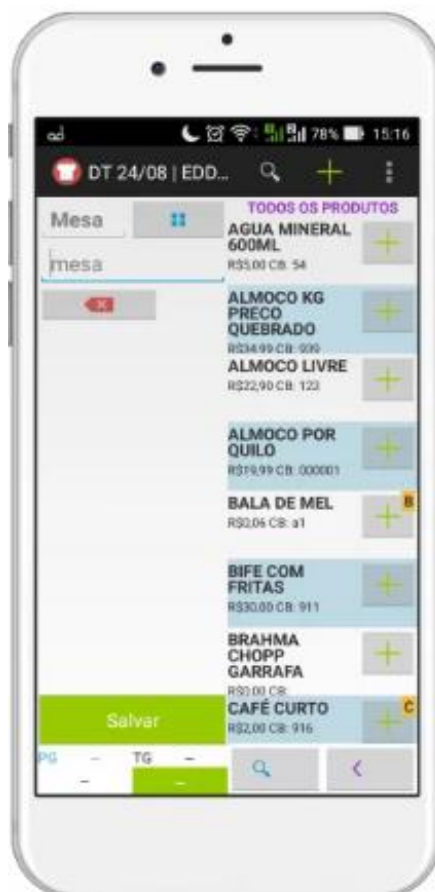 78% 15:16
DT 24/08 | EDD...
Mesa
mesa
TODOS OS PRODUTOS
AGUA MINERAL
600ML
R$5,00 CB: 54
ALMOCO KG
PRECO
QUEBRADO
R$34,99 CB: 939
ALMOCO LIVRE
R$22,90 CB: 123
ALMOCO POR
QUILO
R$19,99 CB: 000001
BALA DE MEL
R$0,06 CB: a1
B
BIFE COM
FRITAS
R$30,00 CB: 911
BRAHMA
CHOPP
GARRAFA
R$0,00 CB:
CAFÉ CURTO
R$2,00 CB: 916
C
Salvar
PG – TG –
– –